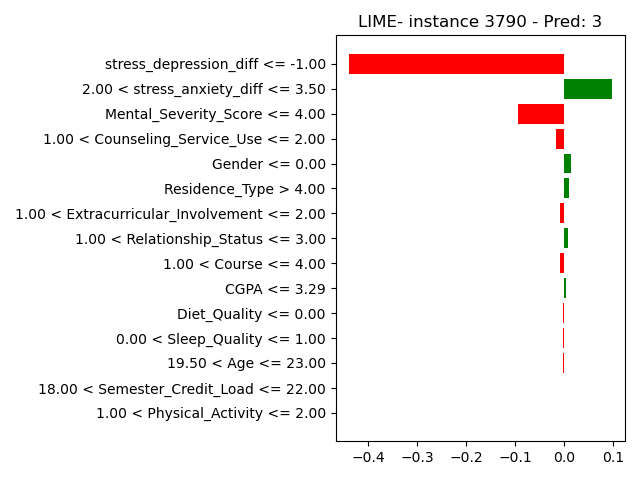 LIME- instance 3790 - Pred: 3
stress_depression_diff <= -1.00
2.00 < stress_anxiety_diff <= 3.50
Mental_Severity_Score <= 4.00
1.00 < Counseling_Service_Use <= 2.00
Gender <= 0.00
Residence_Type > 4.00
1.00 < Extracurricular_Involvement <= 2.00
1.00 < Relationship_Status <= 3.00
1.00 < Course <= 4.00
CGPA <= 3.29
Diet_Quality <= 0.00
0.00 < Sleep_Quality <= 1.00
19.50 < Age <= 23.00
18.00 < Semester_Credit_Load <= 22.00
1.00 < Physical_Activity <= 2.00
−0.4 −0.3 −0.2 −0.1 0.0 0.1